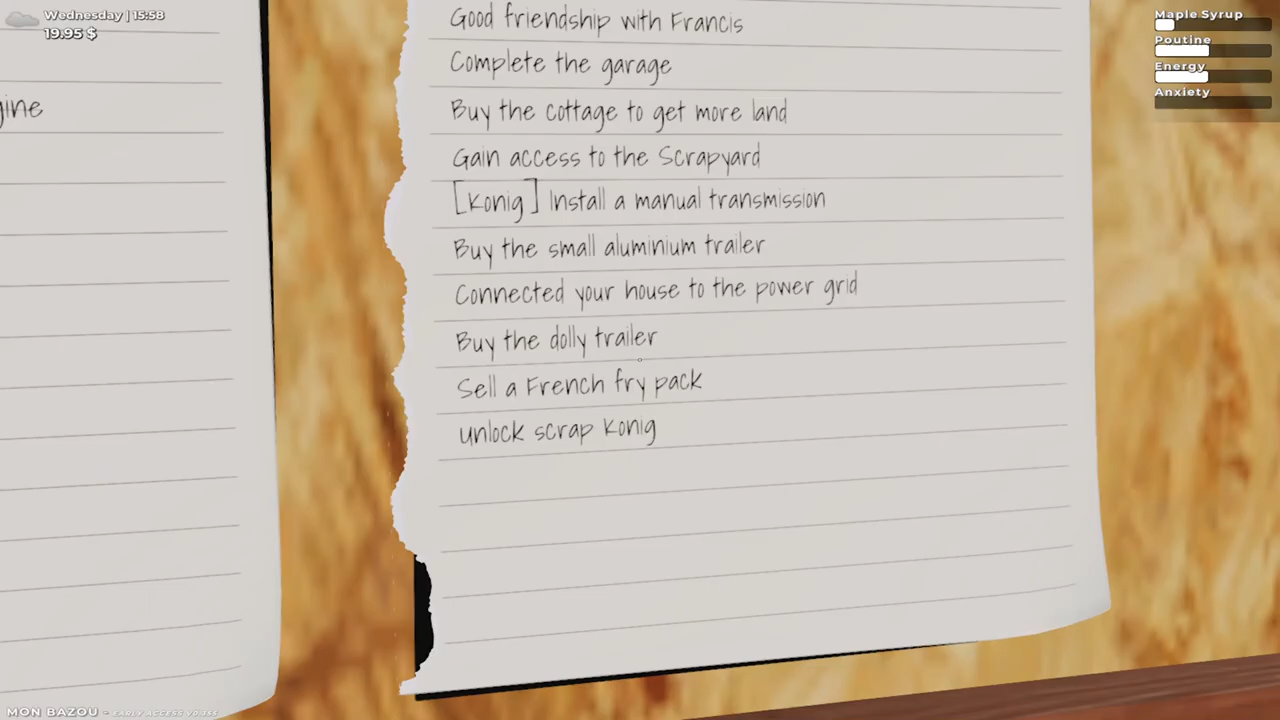 Wednesday | 15:58
19.95 $
Maple Syrup
Poutine
Energy
Anxiety
gine
Good friendship with Francis
Complete the garage
Buy the cottage to get more land
Gain access to the Scrapyard
[Konig] Install a manual transmission
Buy the small aluminium trailer
Connected your house to the power grid
Buy the dolly trailer
Sell a French fry pack
Unlock scrap Konig
MON BAZOU - EARLY ACCESS